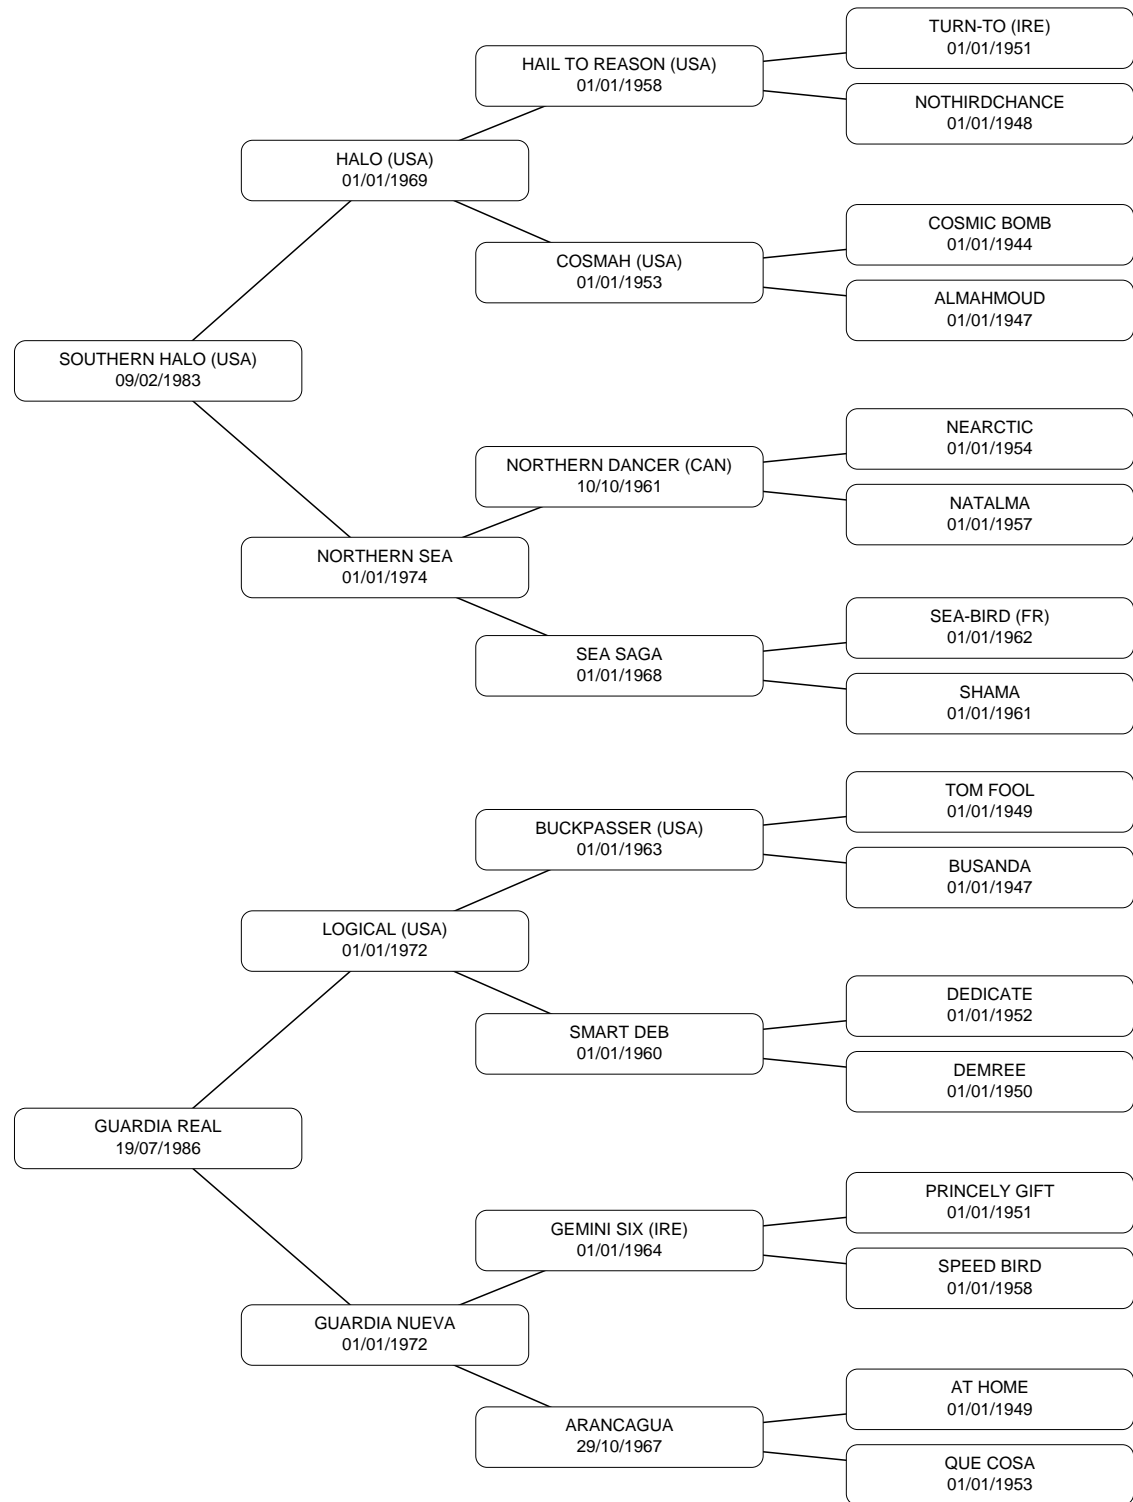 TURN-TO (IRE)
01/01/1951
HAIL TO REASON (USA)
01/01/1958
NOTHIRDCHANCE
01/01/1948
HALO (USA)
01/01/1969
COSMIC BOMB
01/01/1944
COSMAH (USA)
01/01/1953
ALMAHMOUD
01/01/1947
SOUTHERN HALO (USA)
09/02/1983
NEARCTIC
01/01/1954
NORTHERN DANCER (CAN)
10/10/1961
NATALMA
01/01/1957
NORTHERN SEA
01/01/1974
SEA-BIRD (FR)
01/01/1962
SEA SAGA
01/01/1968
SHAMA
01/01/1961
TOM FOOL
01/01/1949
BUCKPASSER (USA)
01/01/1963
BUSANDA
01/01/1947
LOGICAL (USA)
01/01/1972
DEDICATE
01/01/1952
SMART DEB
01/01/1960
DEMREE
01/01/1950
GUARDIA REAL
19/07/1986
PRINCELY GIFT
01/01/1951
GEMINI SIX (IRE)
01/01/1964
SPEED BIRD
01/01/1958
GUARDIA NUEVA
01/01/1972
AT HOME
01/01/1949
ARANCAGUA
29/10/1967
QUE COSA
01/01/1953